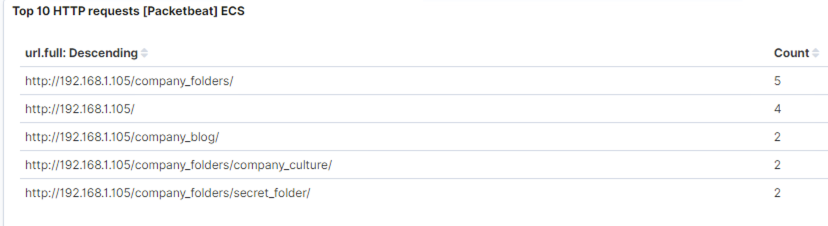 Top 10 HTTP requests [Packetbeat] ECS
url.full: Descending Count
http://192.168.1.105/company_folders/ 5
http://192.168.1.105/ 4
http://192.168.1.105/company_blog/ 2
http://192.168.1.105/company_folders/company_culture/ 2
http://192.168.1.105/company_folders/secret_folder/ 2